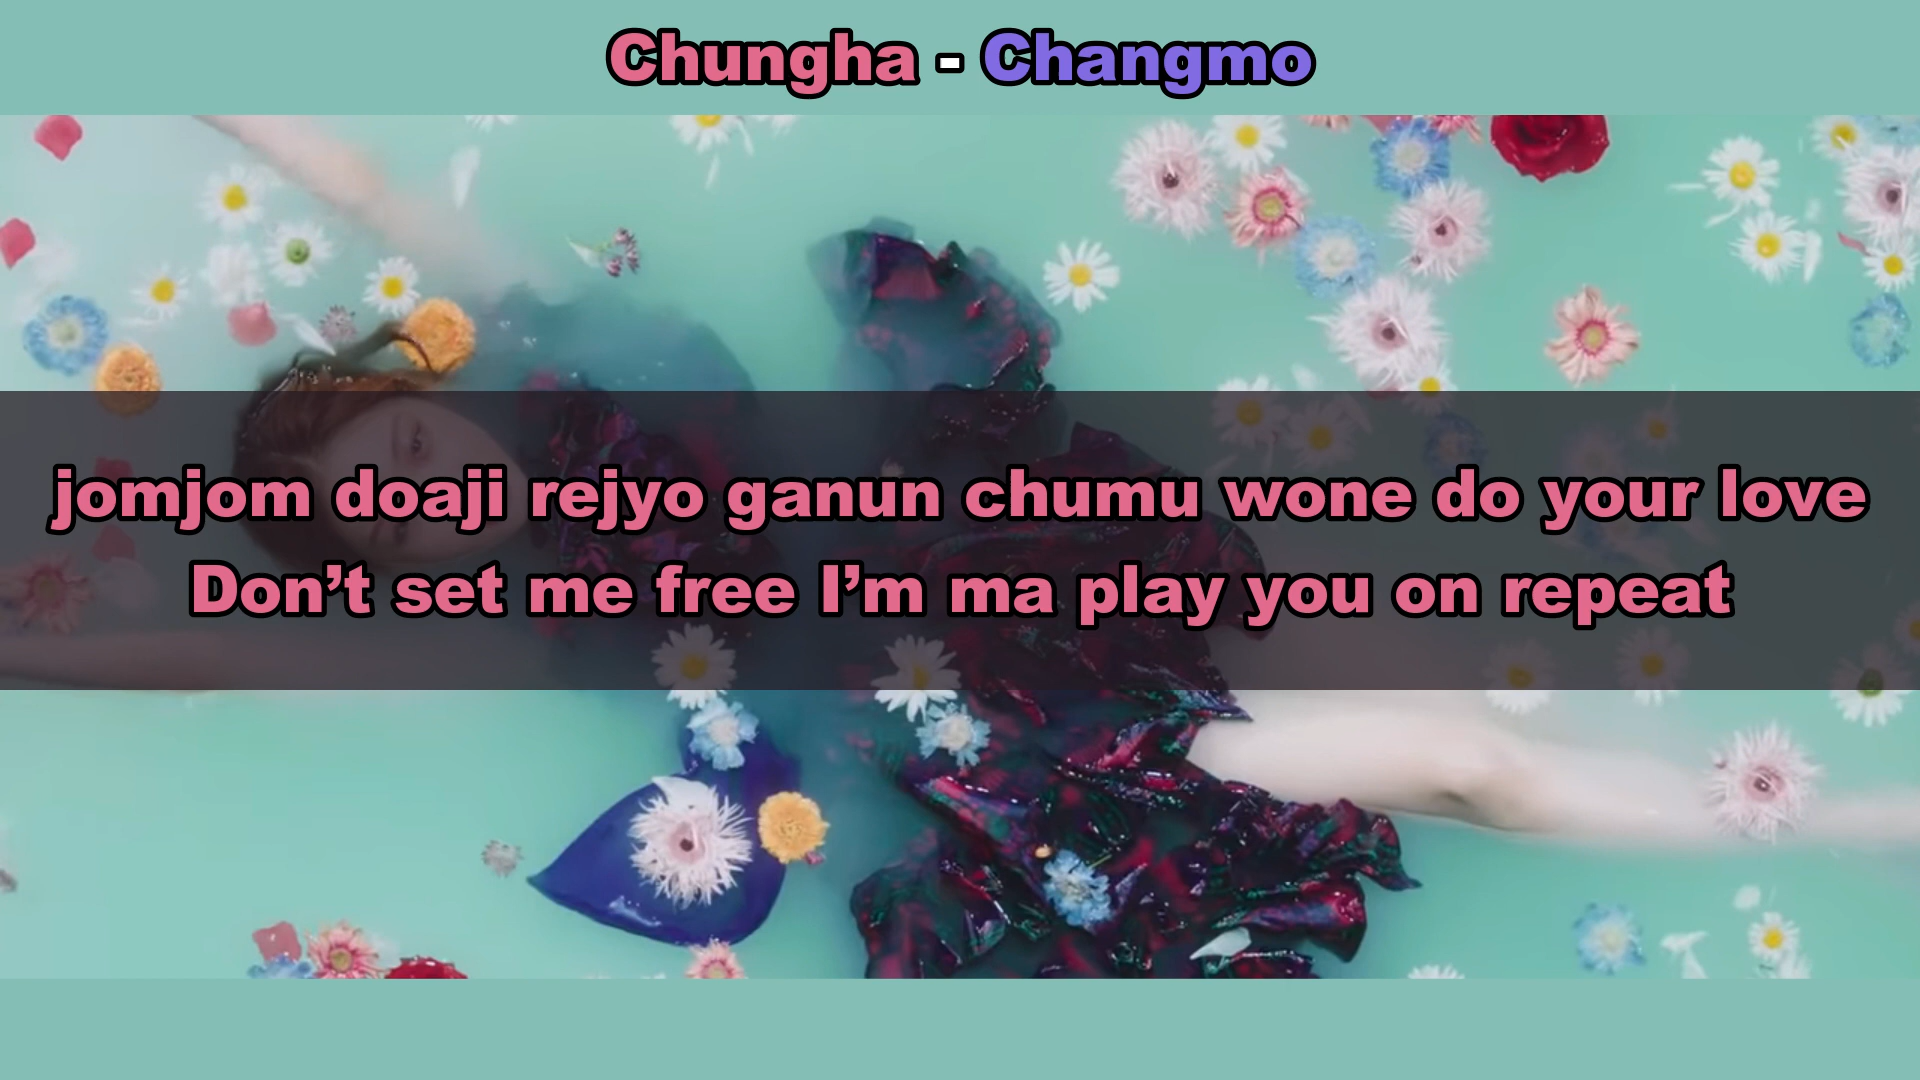 Chungha - Changmo
jomjom doaji rejyo ganun chumu wone do your love
Don’t set me free I’m ma play you on repeat